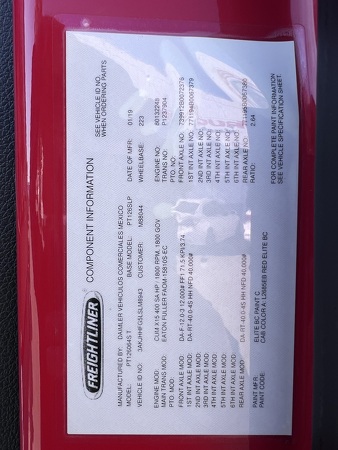 FREIGHTLINER
COMPONENT INFORMATION
SEE VEHICLE ID NO.
WHEN ORDERING PARTS
MANUFACTURED BY: DAIMLER VEHICULOS COMERCIALES MEXICO DATE OF MFR: 01/19
MODEL: PT126064S T BASE MODEL: PT126SLP WHEELBASE: 223
VEHICLE ID NO.: CUSTOMER: MB8044
ENGINE MOD: CUM X15 400 SA HP 1800 RPM, 1800 GOV ENGINE NO.:
MAIN TRANS MOD: EATON FULLER TRANS NO.:
PTO. MOD: PTO. NO.:
FRONT AXLE MOD: DA-F-12.0-3 12,000# FF1 71.5 KPI/3.74 FRONT AXLE NO.:
1ST INT AXLE MOD: DA-RT-40.0-4S HH NFD 40,000# 1ST INT AXLE NO.:
2ND INT AXLE MOD: 2ND INT AXLE NO.:
3RD INT AXLE MOD: 3RD INT AXLE NO.:
4TH INT AXLE MOD: 4TH INT AXLE NO.:
5TH INT AXLE MOD: 5TH INT AXLE NO.:
6TH INT AXLE MOD: 6TH INT AXLE NO.:
REAR AXLE MOD: DA-RT-40.0-4S HH NFD 40,000# REAR AXLE NO.:
RATIO: 2.64
PAINT MFR: ELITE BC PAINT C
PAINT CODE: CAB COLOR A: RED ELITE BC
FOR COMPLETE PAINT INFORMATION
SEE VEHICLE SPECIFICATION SHEET.